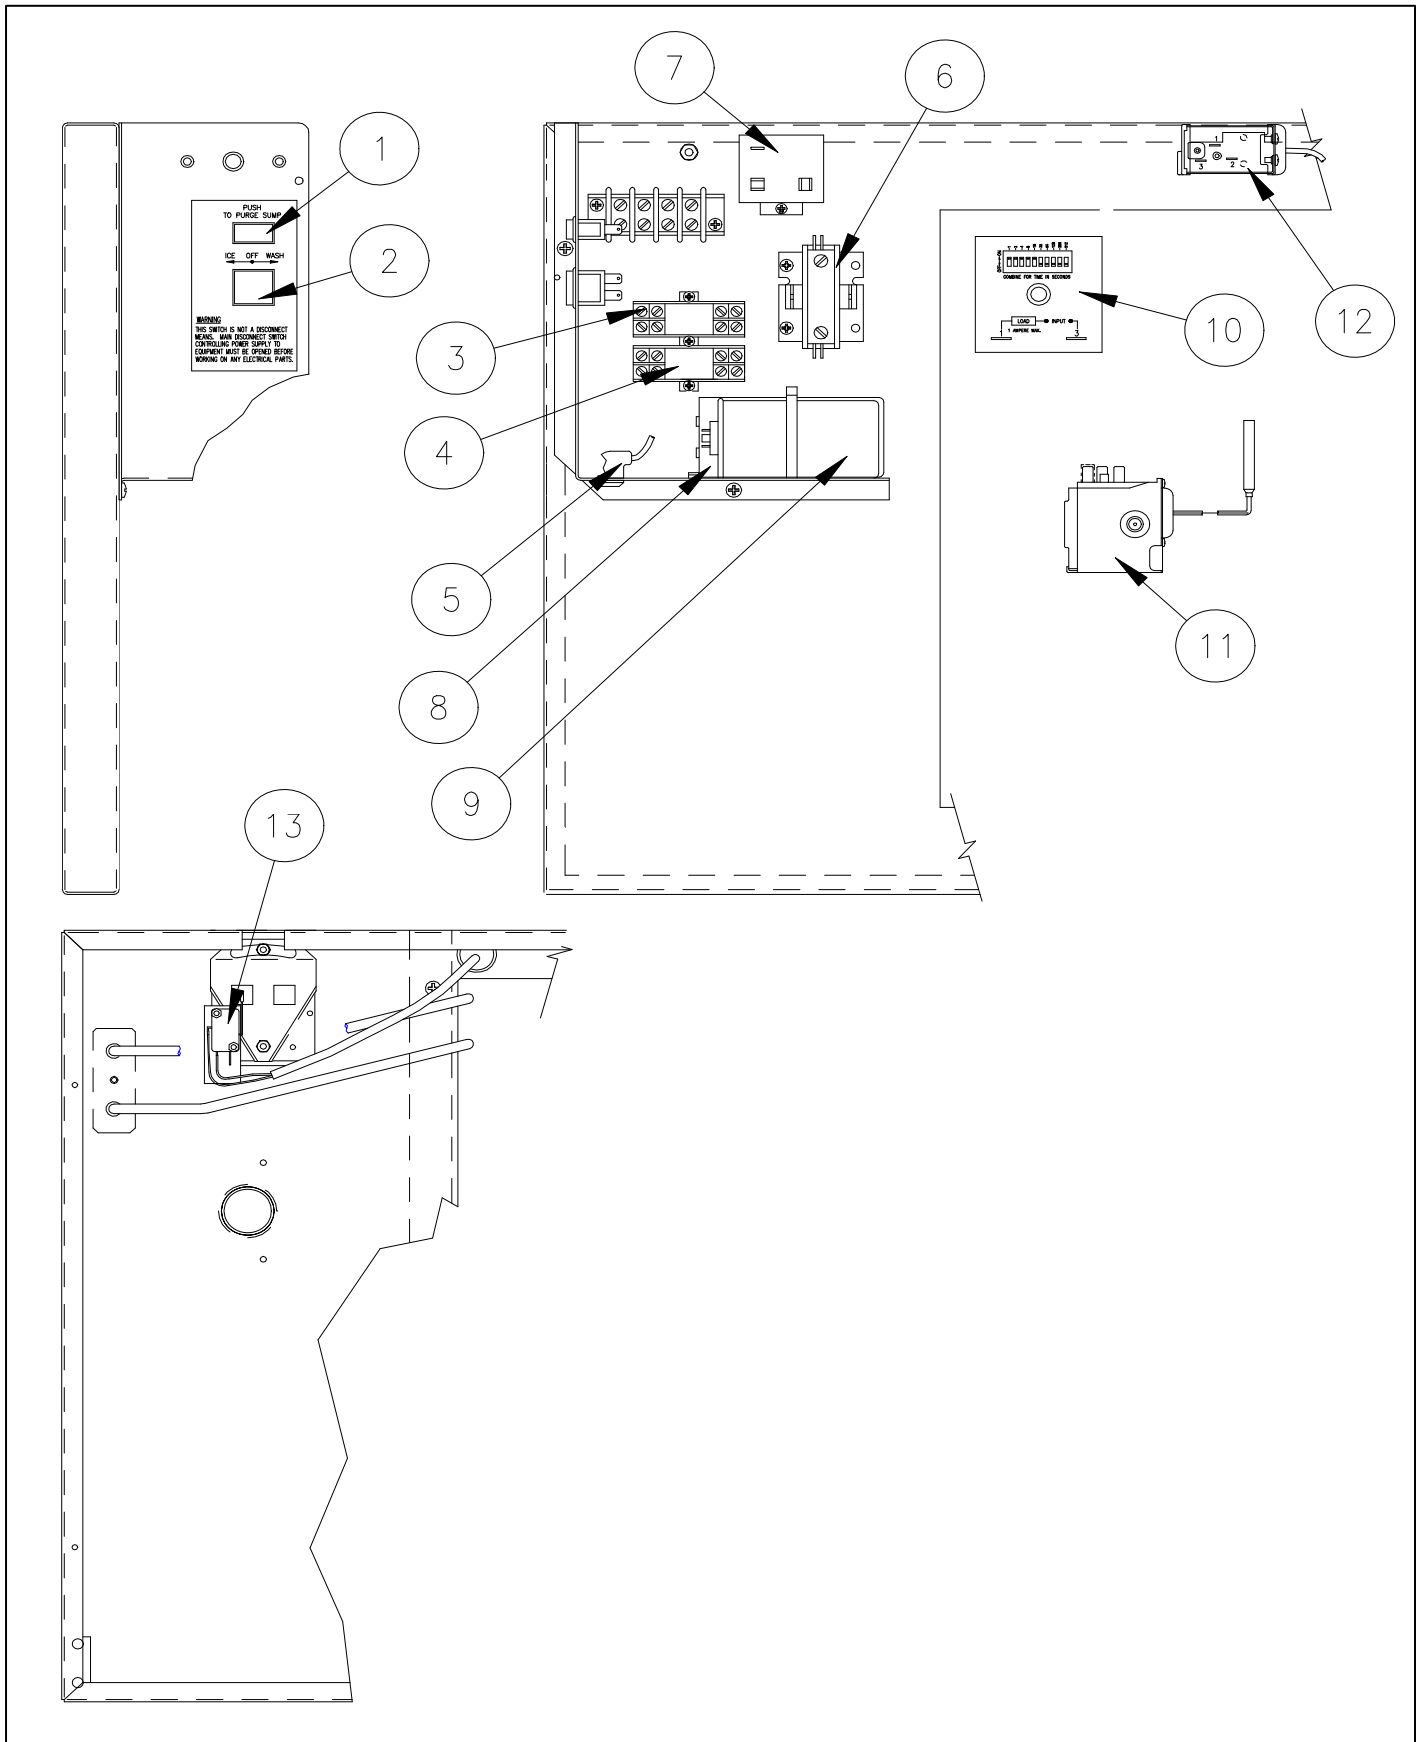 7
6
1
PUSH
TO PURGE SUMP
ICE OFF WASH
2
WARNING
THIS SWITCH IS NOT A DISCONNECT
MEANS. MAIN DISCONNECT SWITCH
CONTROLLING POWER SUPPLY TO
EQUIPMENT MUST BE OPENED BEFORE
WORKING ON ANY ELECTRICAL PARTS.
1
3 2
COMBINE FOR TIME IN SECONDS
LOAD INPUT
1 1 AMPERE MAX. 3
10
12
3
4
5
8
9
11
13